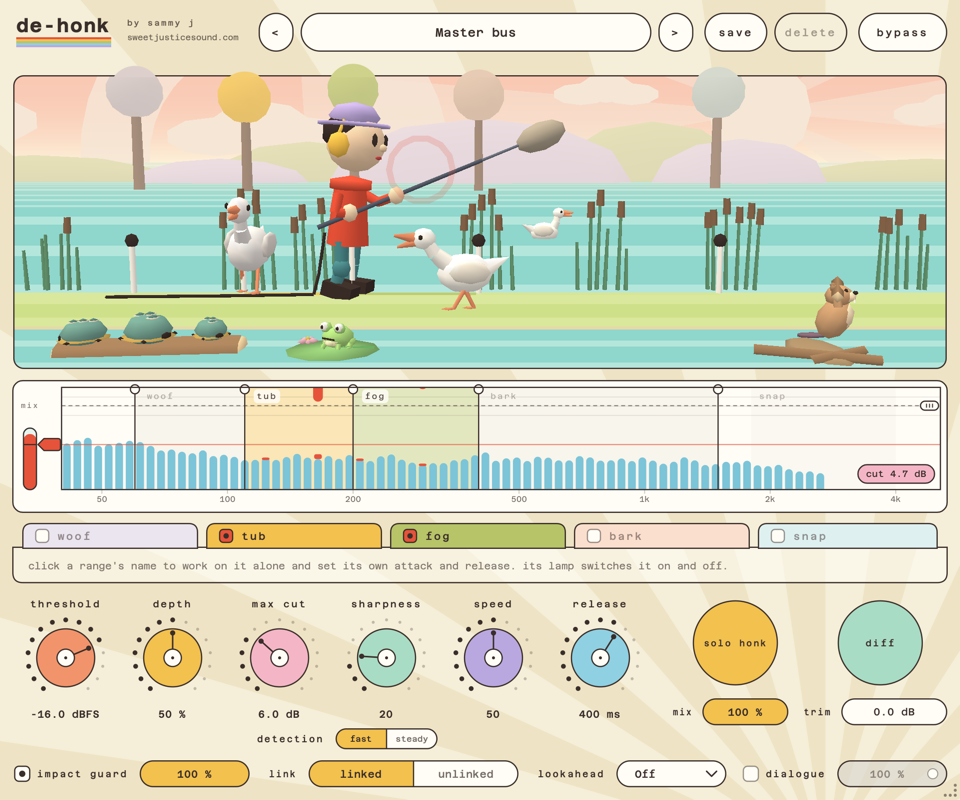 de-honk
by sammy j
sweetjusticesound.com
<
Master bus
>
save
delete
bypass
mix
woof
tub
fog
bark
snap
cut 4.7 dB
50
100
200
500
1k
2k
4k
woof
tub
fog
bark
snap
click a range's name to work on it alone and set its own attack and release. its lamp switches it on and off.
threshold
depth
max cut
sharpness
speed
release
solo honk
diff
-16.0 dBFS
50 %
6.0 dB
20
50
400 ms
mix
100 %
trim
0.0 dB
detection
fast
steady
impact guard
100 %
link
linked
unlinked
lookahead
Off
dialogue
100 %